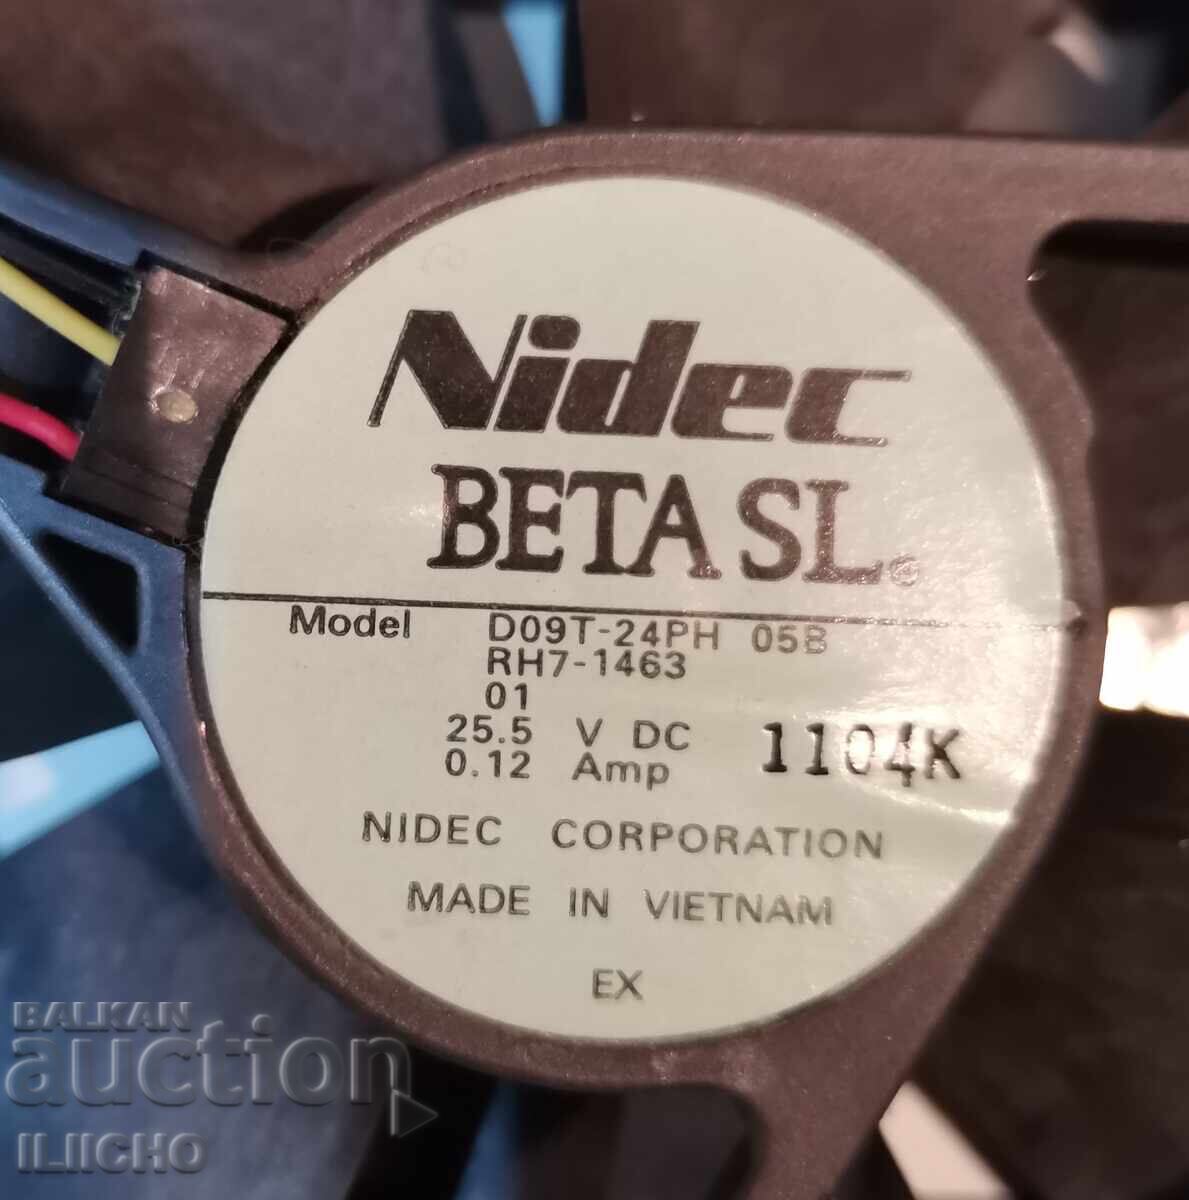 Nidec
BETA SL®
Model D09T-24PH 05B
RH7-1463
01
25.5 V DC
0.12 Amp 1104K
NIDEC CORPORATION
MADE IN VIETNAM
EX
BALKAN
auction
ILIICHO